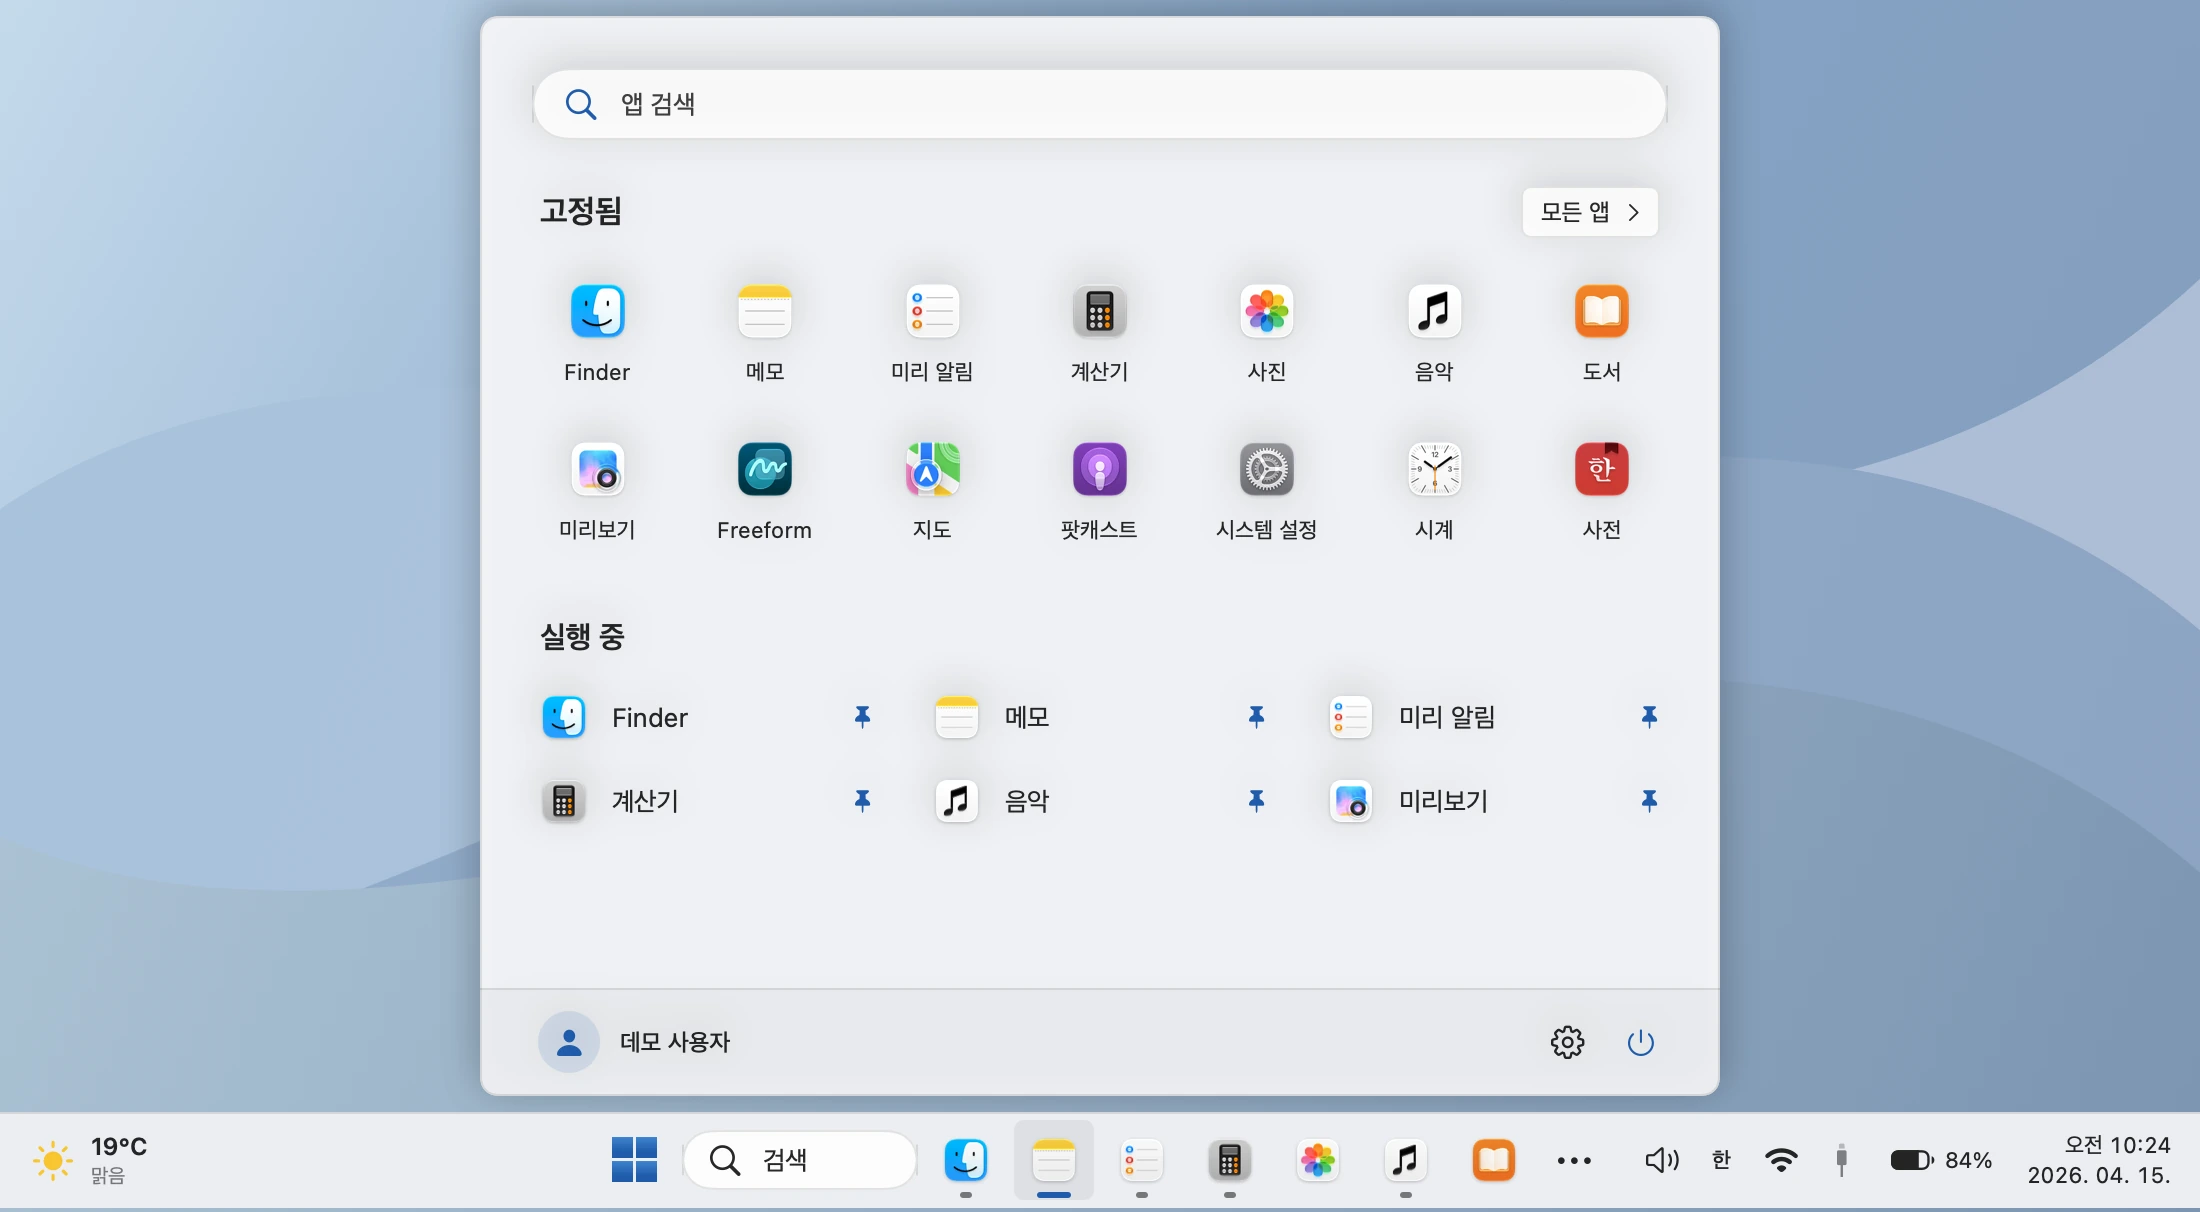 앱 검색
고정됨
모든 앱
Finder
메모
미리 알림
계산기
사진
음악
도서
미리보기
Freeform
지도
팟캐스트
시스템 설정
시계
사전
실행 중
Finder
메모
미리 알림
계산기
음악
미리보기
데모 사용자
19°C
맑음
검색
한
84%
오전 10:24
2026. 04. 15.